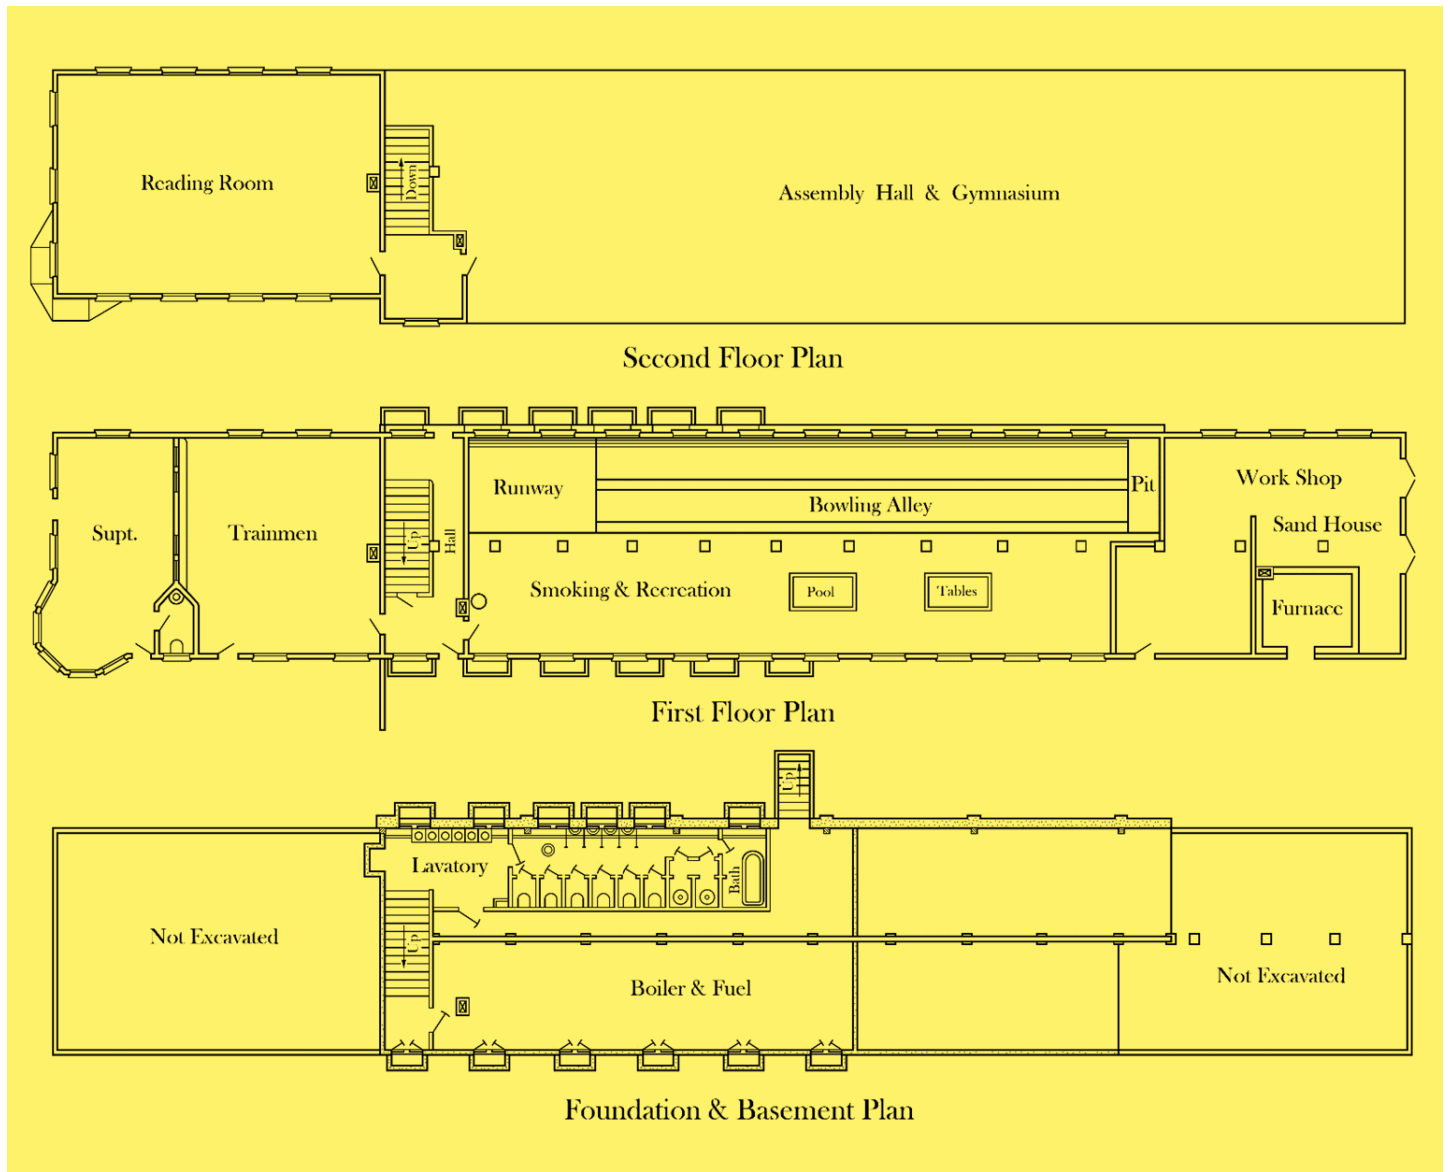 Reading Room
Down
Assembly Hall & Gymnasium
Second Floor Plan
Supt.
Trainmen
Up
Hall
Runway
Bowling Alley
Pit
Work Shop
Sand House
Smoking & Recreation
Pool
Tables
Furnace
First Floor Plan
Up
Lavatory
Bath
Not Excavated
Up
Boiler & Fuel
Not Excavated
Foundation & Basement Plan